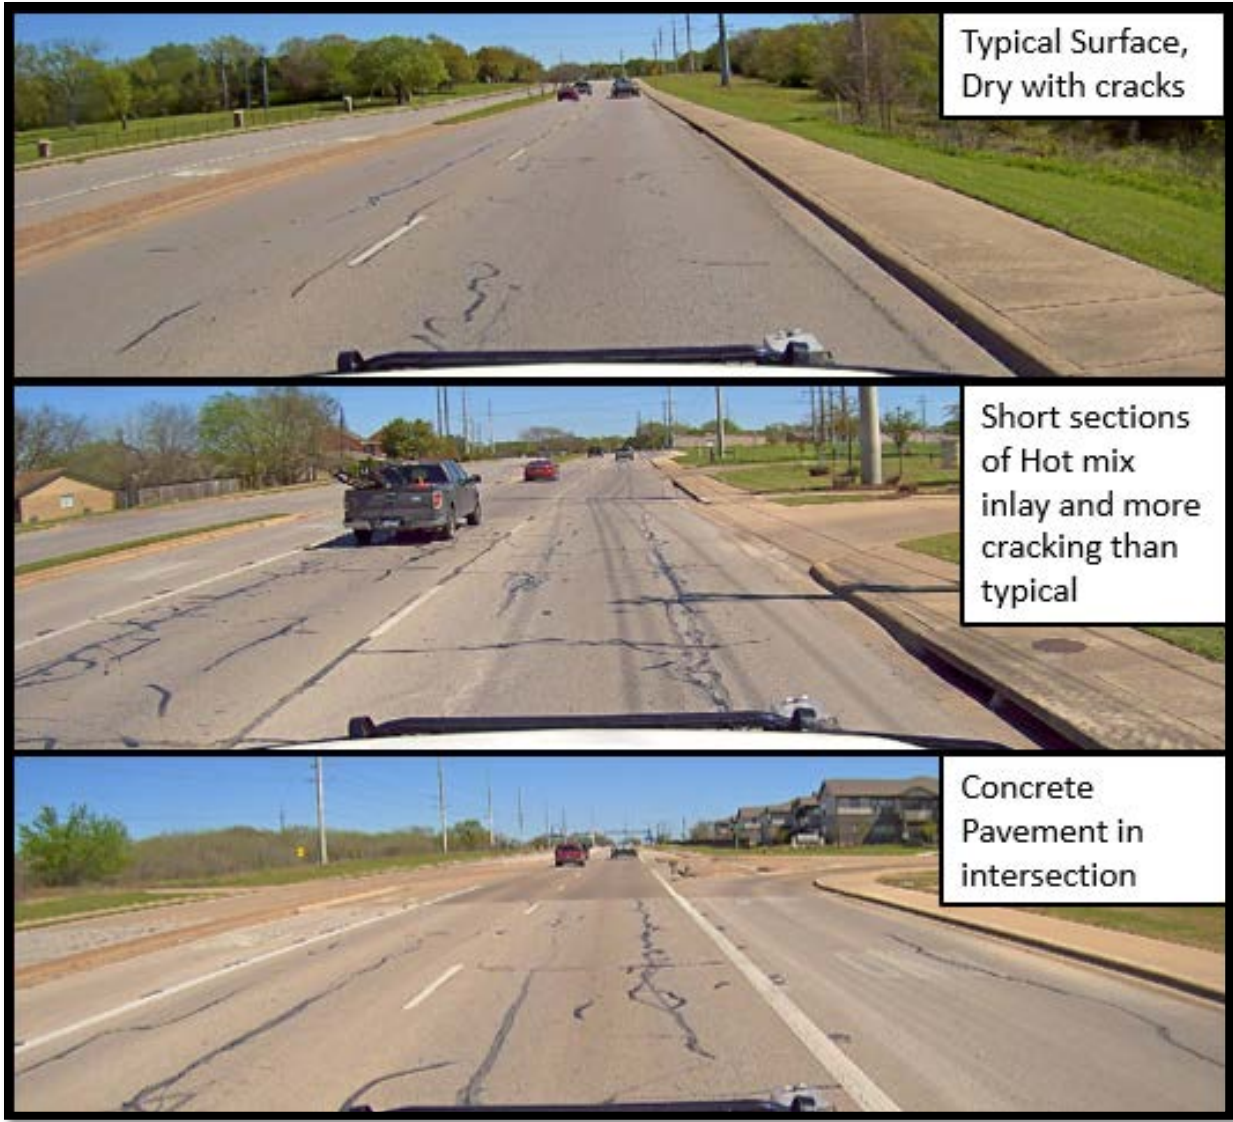 Typical Surface,
Dry with cracks
Short sections
of Hot mix
inlay and more
cracking than
typical
Concrete
Pavement in
intersection